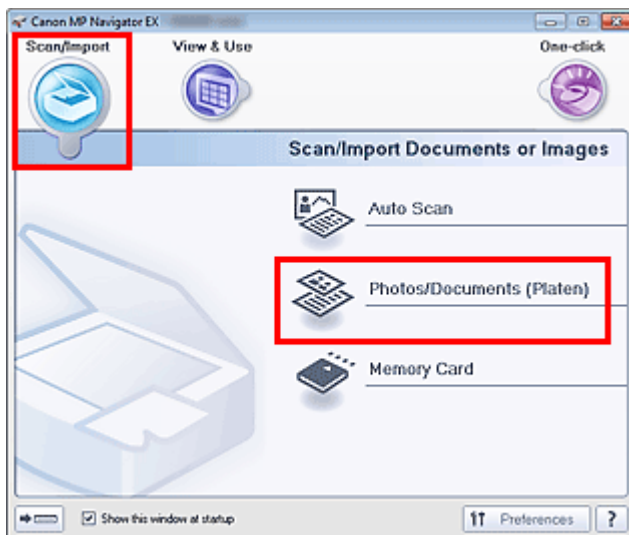 Canon MP Navigator EX
Scan/Import
View & Use
One-click
Scan/Import Documents or Images
Auto Scan
Photos/Documents (Platen)
Memory Card
Show this window at startup
Preferences
?